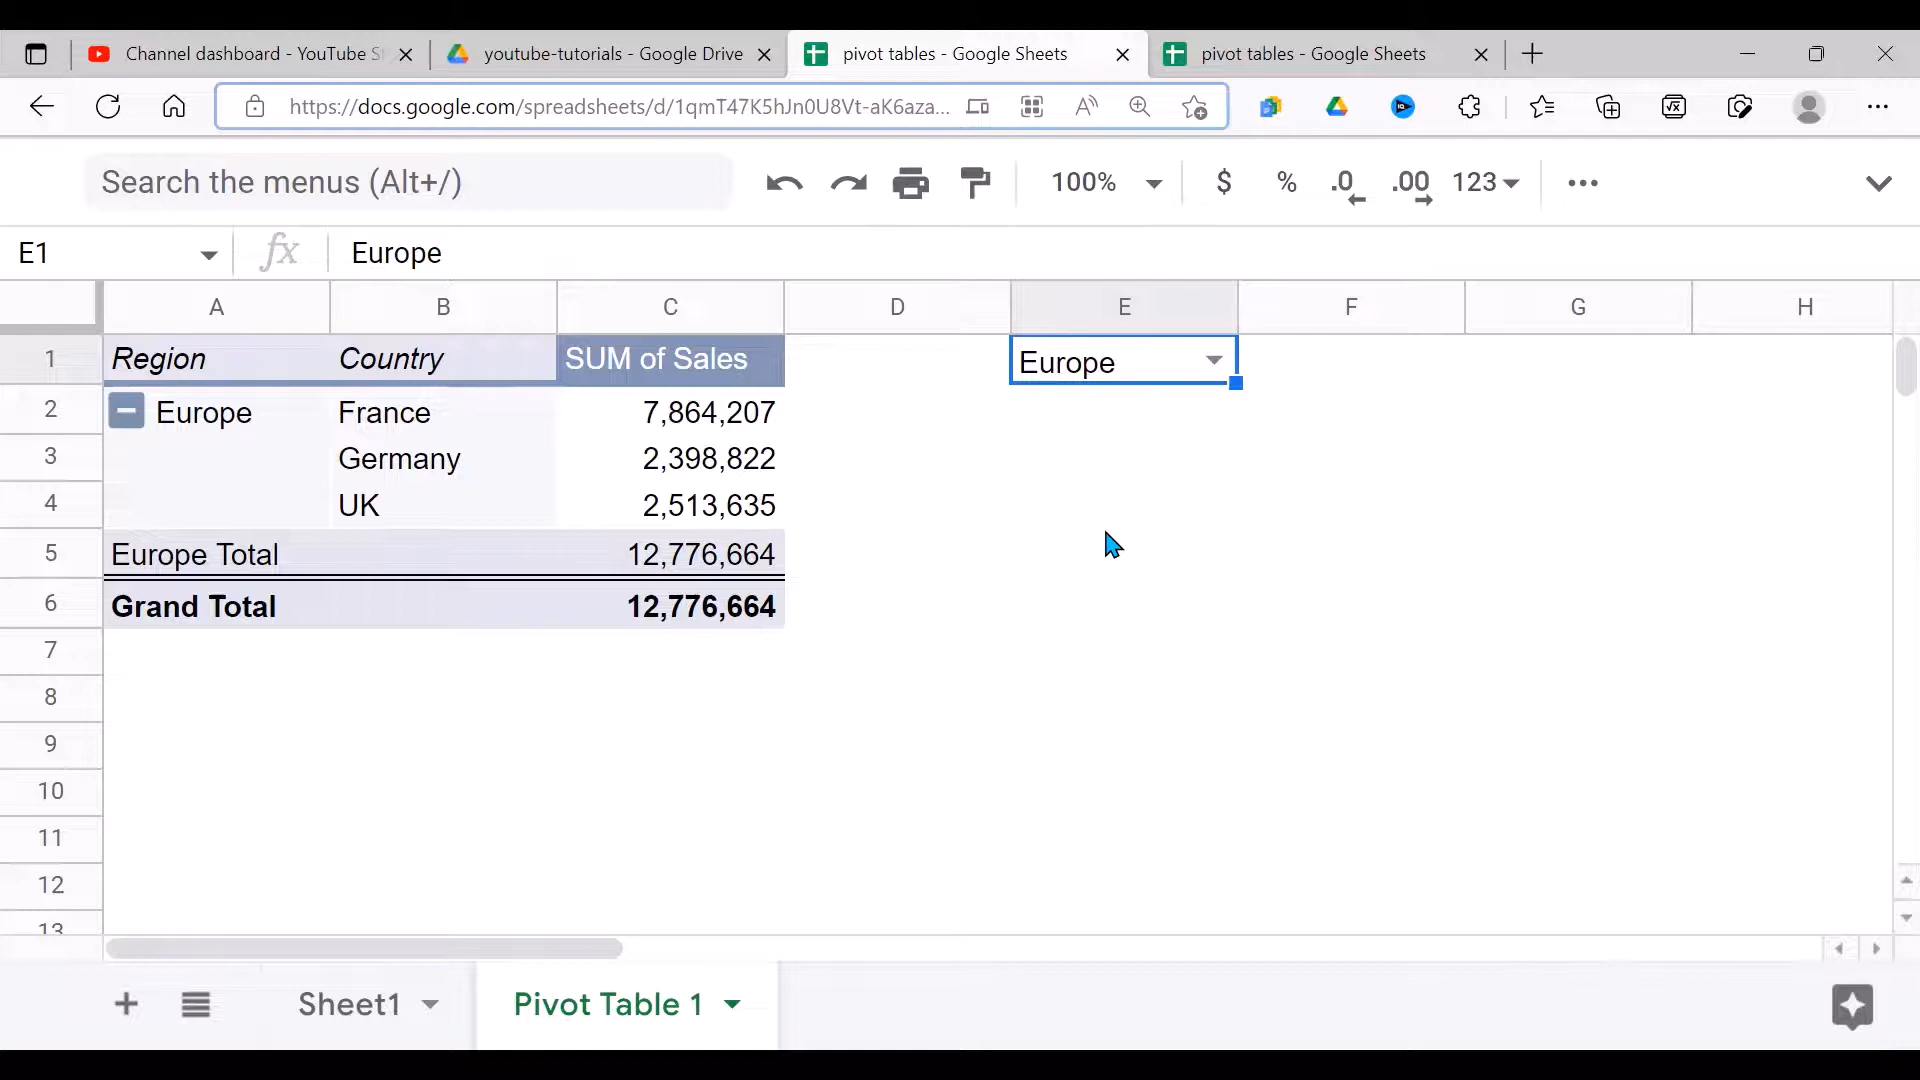 Channel dashboard - YouTube St
youtube-tutorials - Google Drive
pivot tables - Google Sheets
pivot tables - Google Sheets
https://docs.google.com/spreadsheets/d/1qmT47K5hJn0U8Vt-aK6aza...
Search the menus (Alt+/)
100%
$
%
.0
.00
123
E1
fx
Europe
A B C D E F G H
1 Region Country SUM of Sales Europe
2 Europe France 7,864,207
3 Germany 2,398,822
4 UK 2,513,635
5 Europe Total 12,776,664
6 Grand Total 12,776,664
7
8
9
10
11
12
13
Sheet1
Pivot Table 1